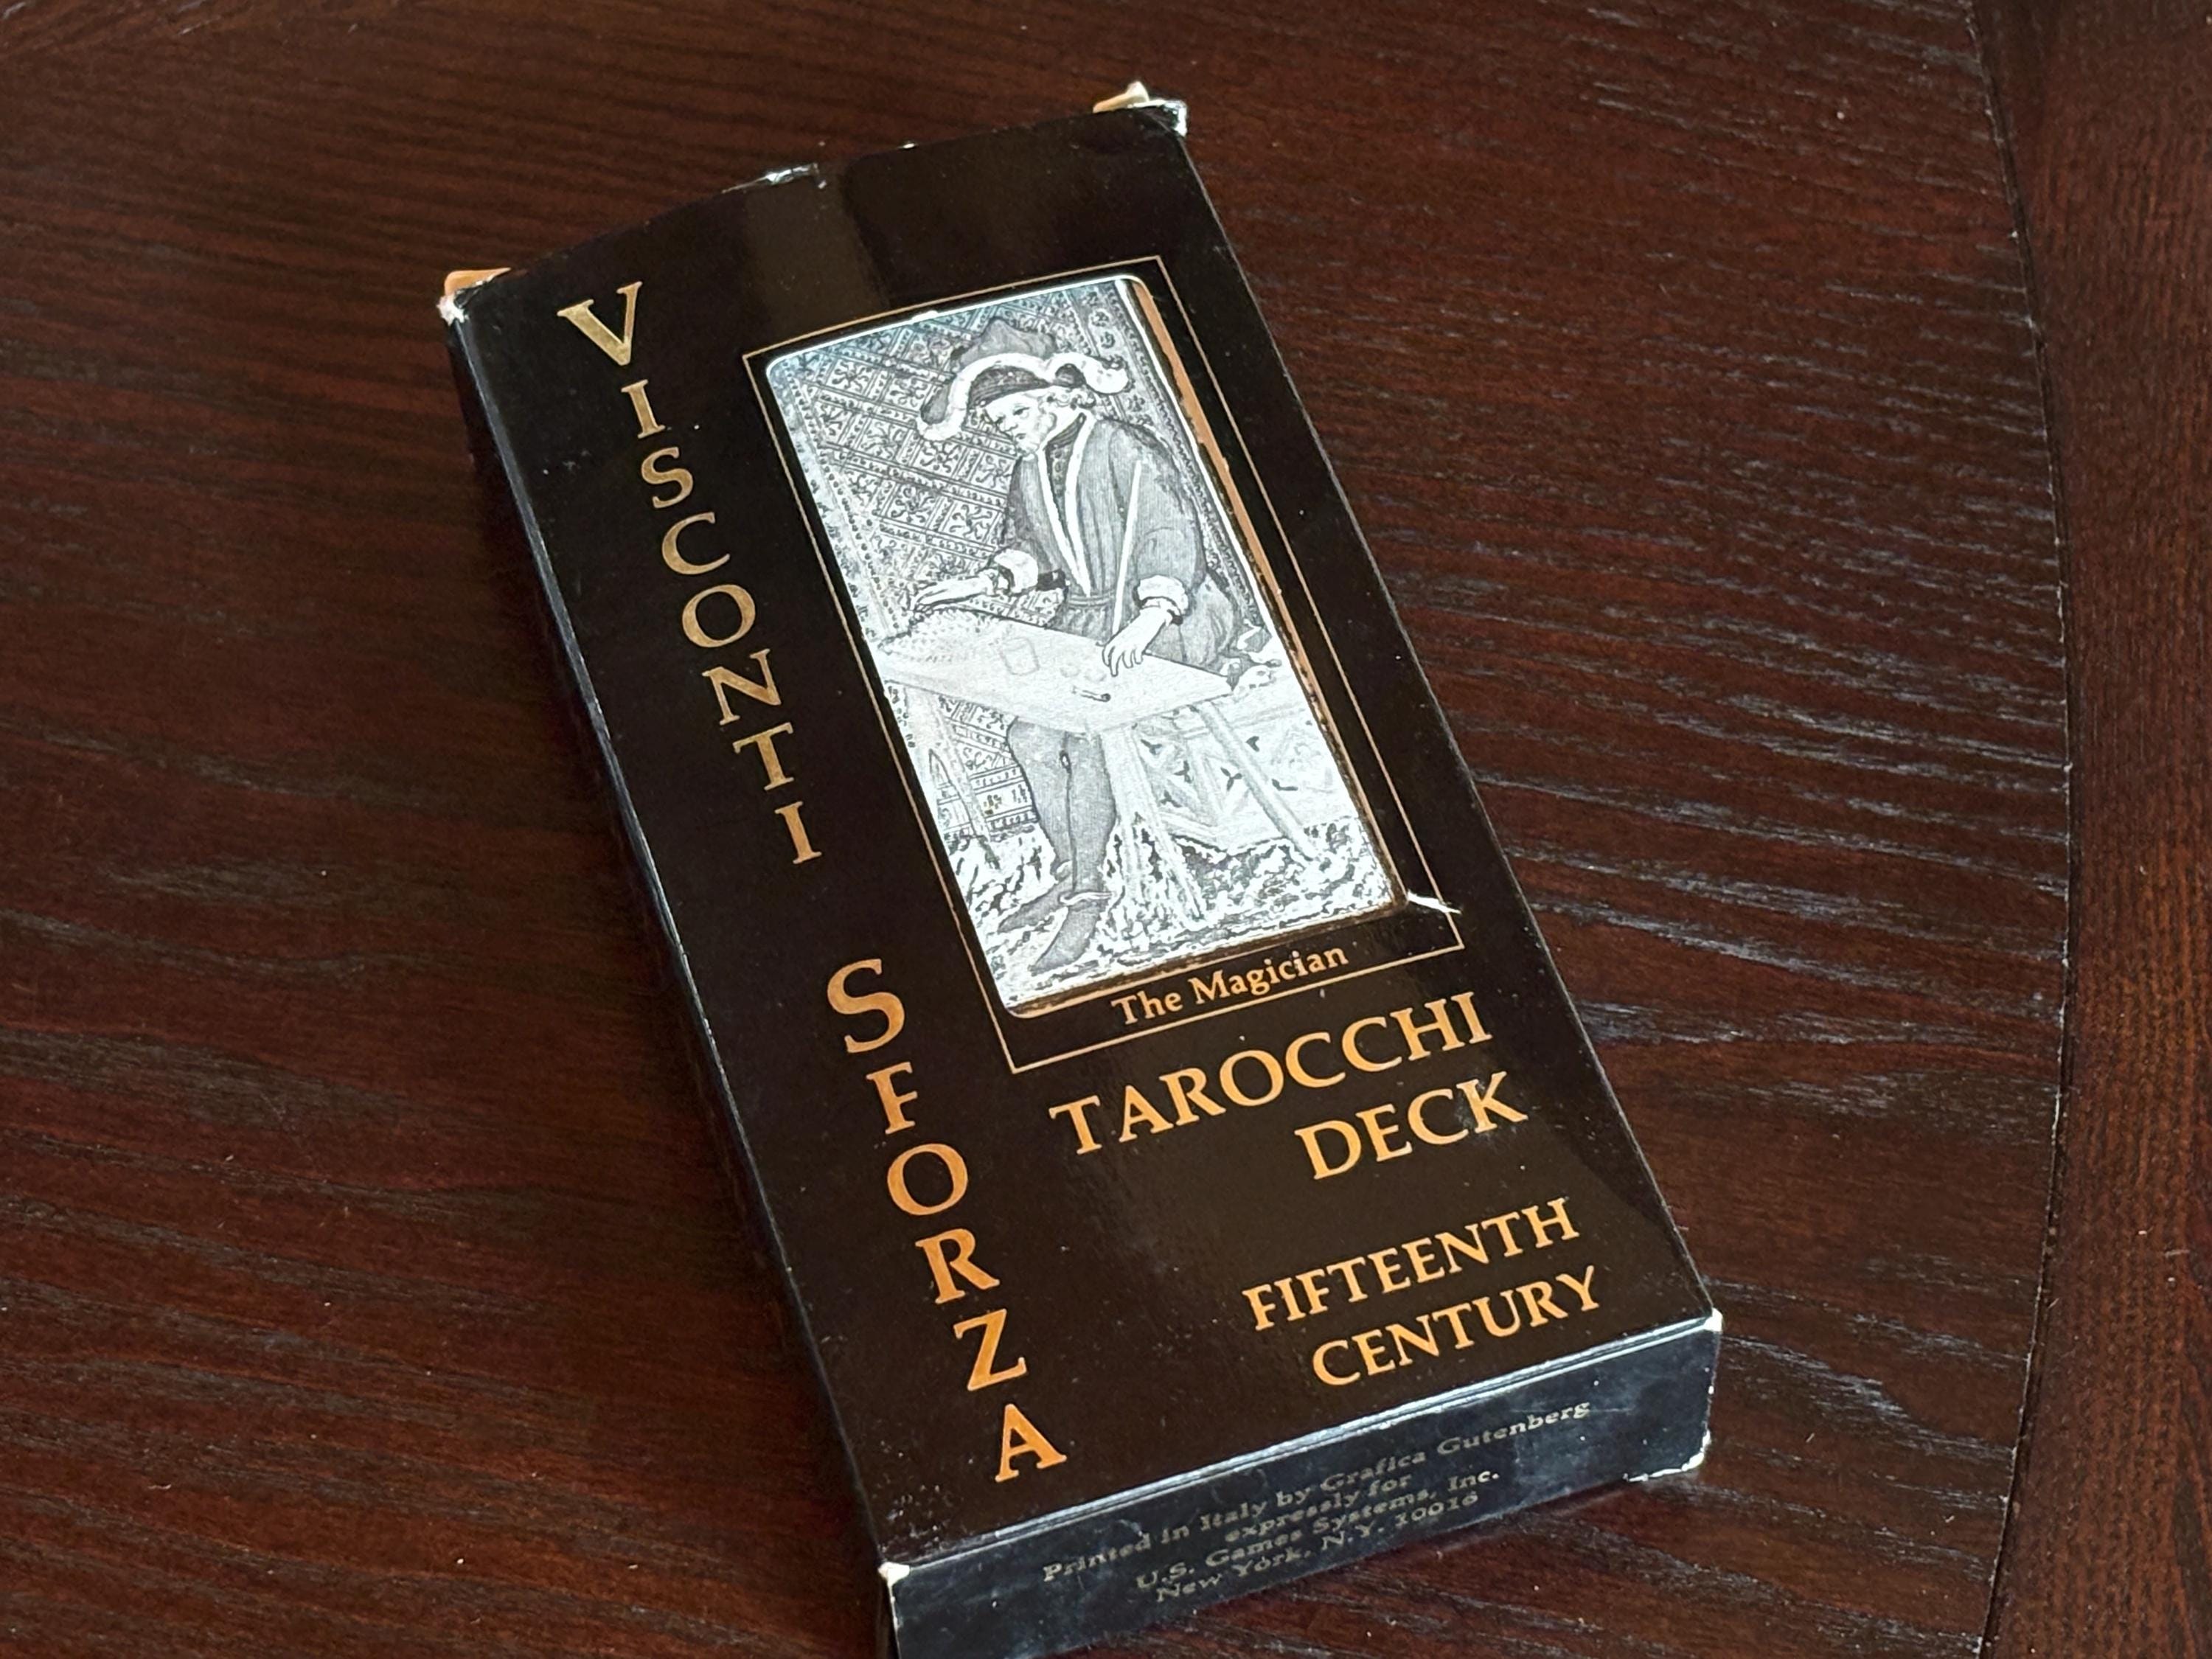 VISCONTI
SFORZA
The Magician
TAROCCHI
DECK
FIFTEENTH
CENTURY
Printed in Italy by Grafica Gutenberg
expressly for
U.S. Games Systems, Inc.
New York, N.Y. 10016